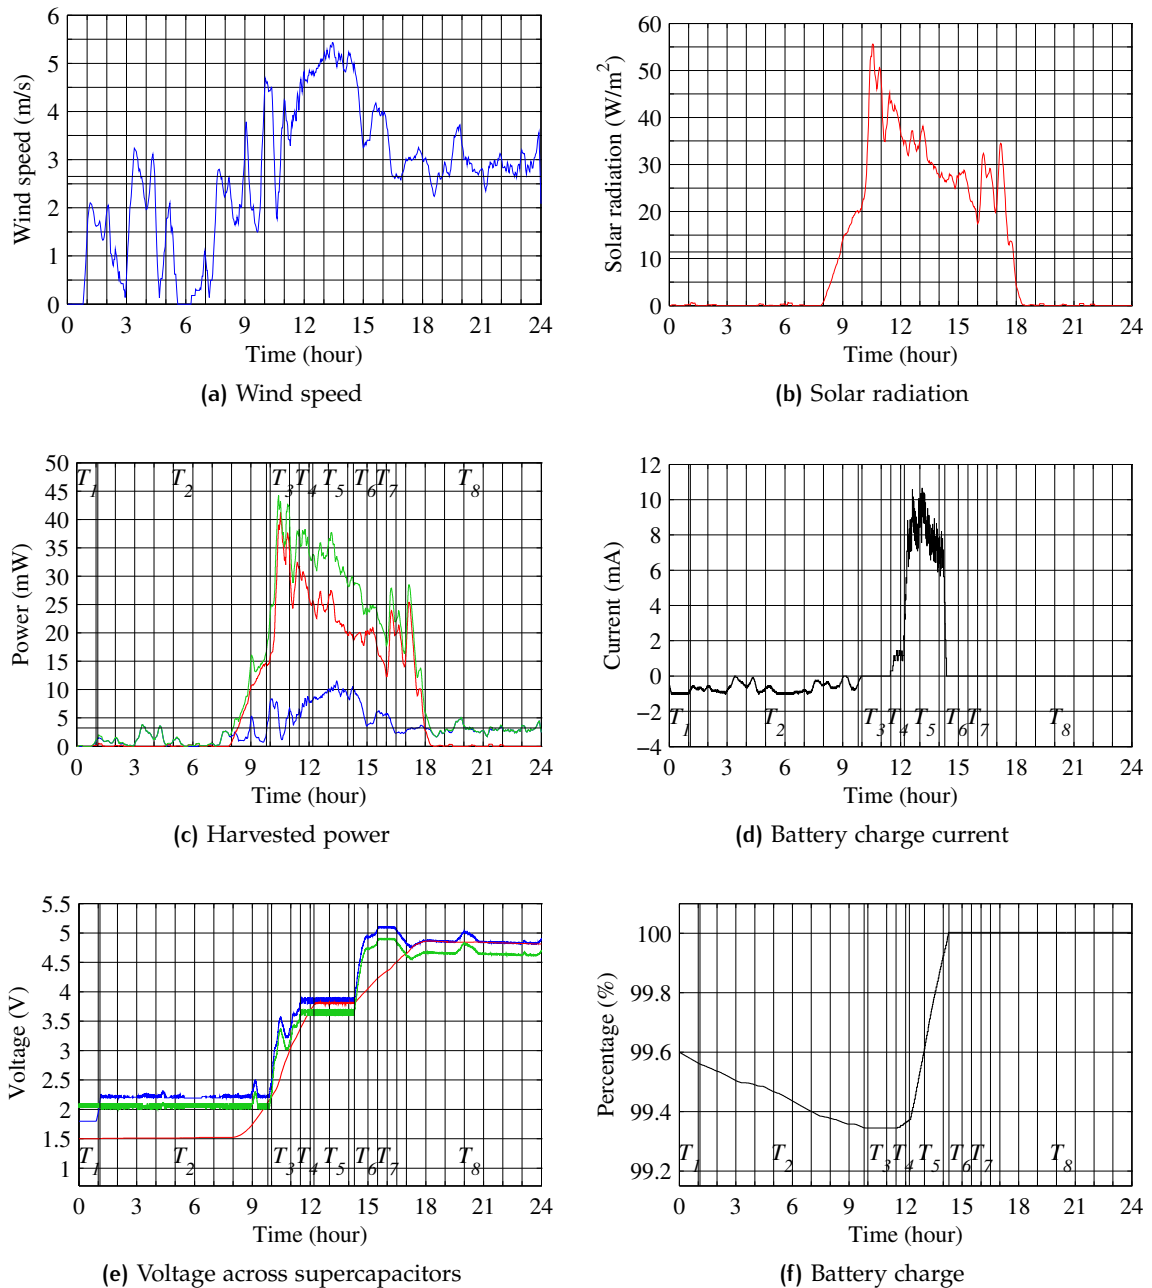 6
5
4
3
2
1
0
Wind speed (m/s)
0 3 6 9 12 15 18 21 24
Time (hour)
(a) Wind speed
60
50
40
30
20
10
0
Solar radiation (W/m²)
0 3 6 9 12 15 18 21 24
Time (hour)
(b) Solar radiation
50
45
40
35
30
25
20
15
10
5
0
Power (mW)
T1 T2 T3 T4 T5 T6 T7 T8
0 3 6 9 12 15 18 21 24
Time (hour)
(c) Harvested power
12
10
8
6
4
2
0
−2
−4
Current (mA)
T1 T2 T3 T4 T5 T6 T7 T8
0 3 6 9 12 15 18 21 24
Time (hour)
(d) Battery charge current
5.5
5
4.5
4
3.5
3
2.5
2
1.5
1
Voltage (V)
T1 T2 T3 T4 T5 T6 T7 T8
0 3 6 9 12 15 18 21 24
Time (hour)
(e) Voltage across supercapacitors
100
99.8
99.6
99.4
99.2
Percentage (%)
T1 T2 T3 T4 T5 T6 T7 T8
0 3 6 9 12 15 18 21 24
Time (hour)
(f) Battery charge